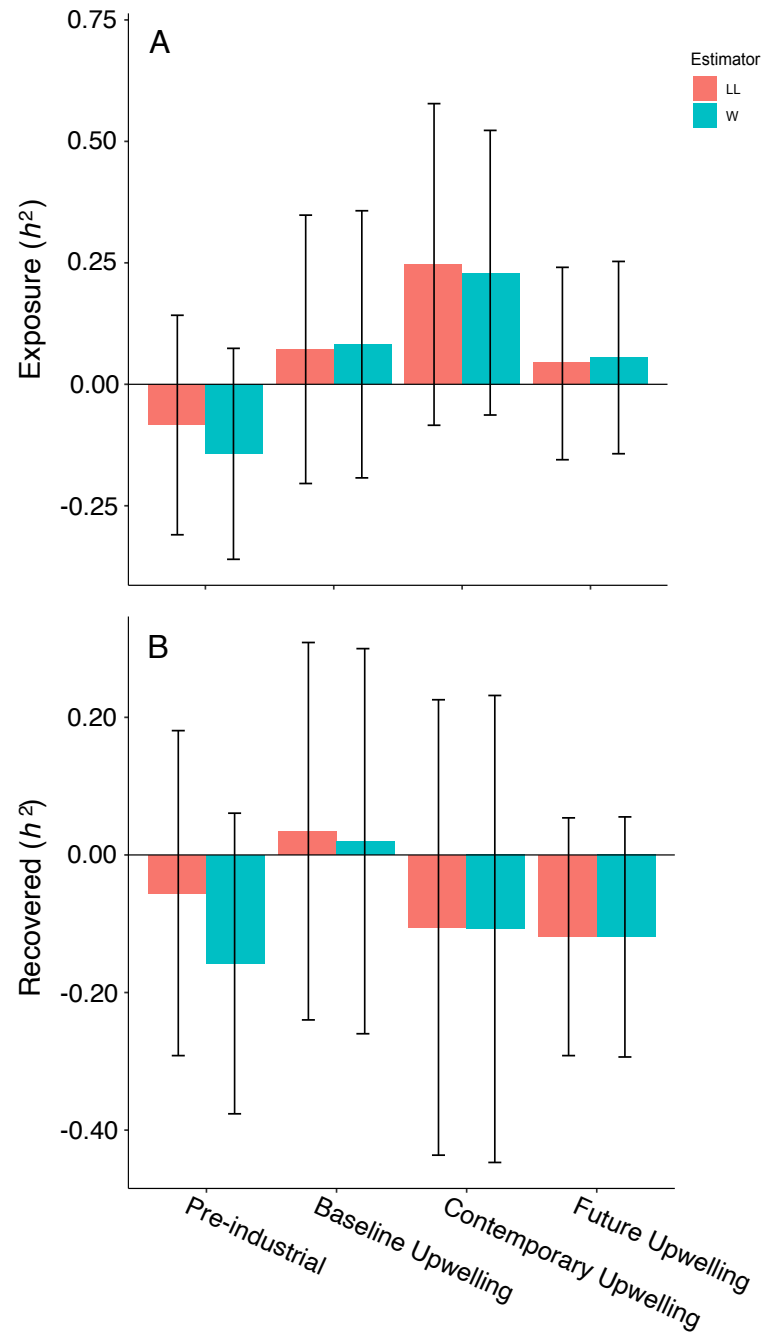 A
Estimator
LL
W
Exposure (h²)
0.75
0.50
0.25
0.00
-0.25
B
Recovered (h²)
0.20
0.00
-0.20
-0.40
Pre-industrial
Baseline Upwelling
Contemporary Upwelling
Future Upwelling